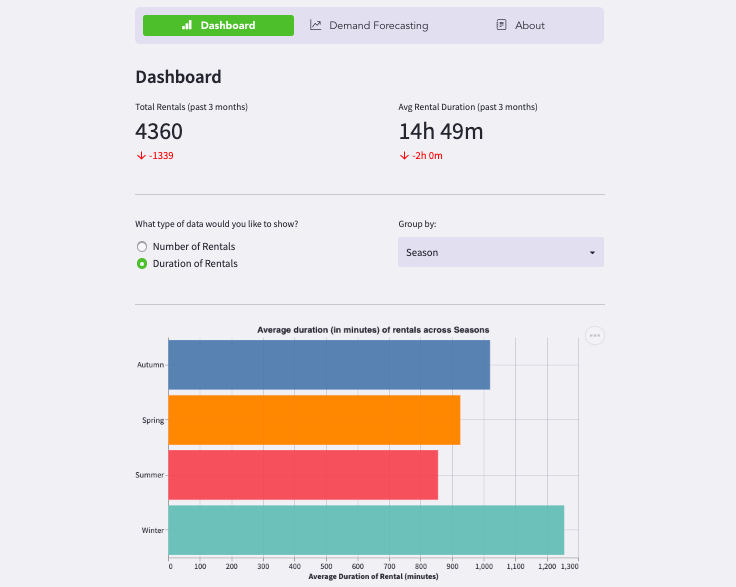 Dashboard Demand Forecasting About
Dashboard
Total Rentals (past 3 months) Avg Rental Duration (past 3 months)
4360 14h 49m
-1339 -2h 0m
What type of data would you like to show? Group by:
Number of Rentals
Season
Duration of Rentals
Average duration (in minutes) of rentals across Seasons
Autumn
Spring
Summer
Winter
0 100 200 300 400 500 600 700 800 900 1,000 1,100 1,200 1,300
Average Duration of Rental (minutes)